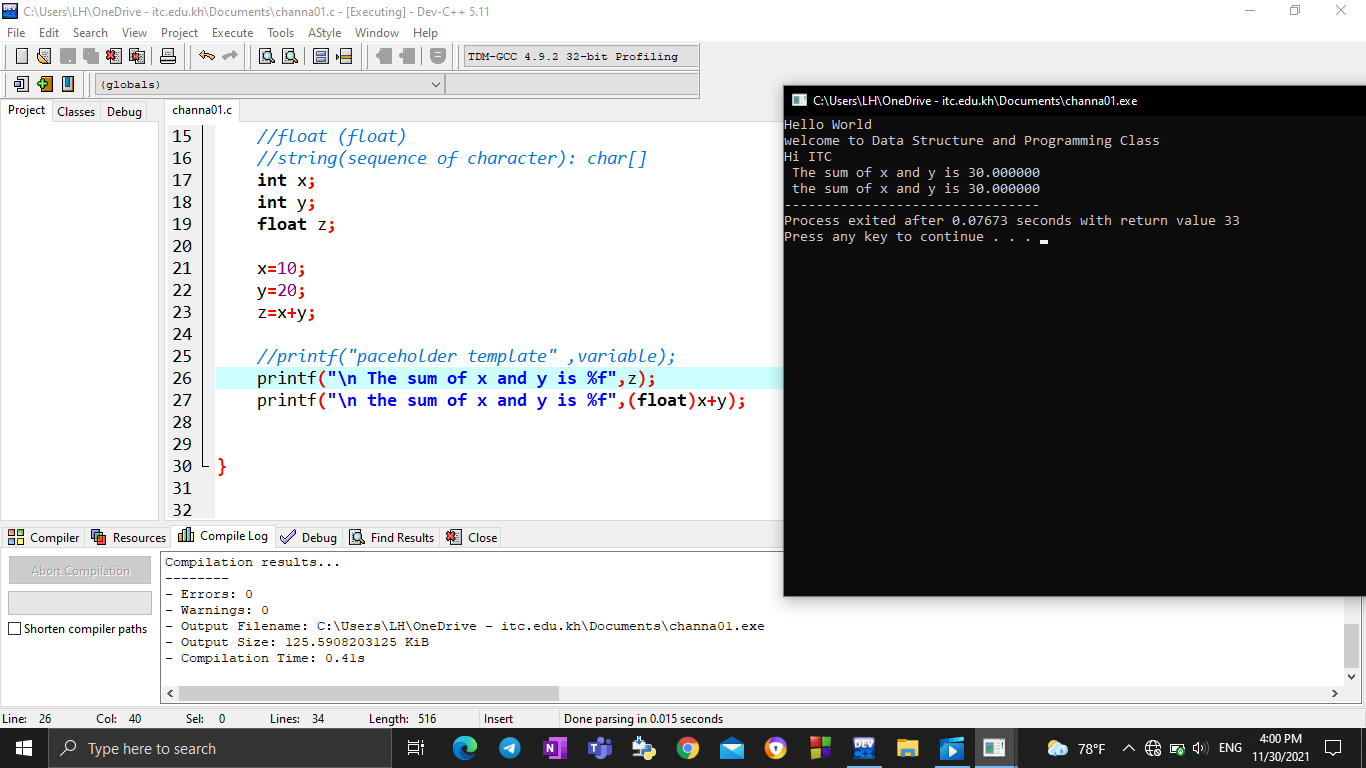 C:\Users\LH\OneDrive - itc.edu.kh\Documents\channa01.c - [Executing] - Dev-C++ 5.11
File Edit Search View Project Execute Tools AStyle Window Help
TDM-GCC 4.9.2 32-bit Profiling
(globals)
Project Classes Debug
channa01.c
15 //float (float)
16 //string(sequence of character): char[]
17 int x;
18 int y;
19 float z;
20
21 x=10;
22 y=20;
23 z=x+y;
24
25 //printf("paceholder template" ,variable);
26 printf("\n The sum of x and y is %f",z);
27 printf("\n the sum of x and y is %f",(float)x+y);
28
29
30 }
31
32
C:\Users\LH\OneDrive - itc.edu.kh\Documents\channa01.exe
Hello World
welcome to Data Structure and Programming Class
Hi ITC
The sum of x and y is 30.000000
the sum of x and y is 30.000000
--------------------------------
Process exited after 0.07673 seconds with return value 33
Press any key to continue . . .
Compiler Resources Compile Log Debug Find Results Close
Abort Compilation
Shorten compiler paths
Compilation results...
--------
- Errors: 0
- Warnings: 0
- Output Filename: C:\Users\LH\OneDrive - itc.edu.kh\Documents\channa01.exe
- Output Size: 125.5908203125 KiB
- Compilation Time: 0.41s
Line: 26 Col: 40 Sel: 0 Lines: 34 Length: 516 Insert Done parsing in 0.015 seconds
Type here to search
DEV
78°F
ENG
4:00 PM
11/30/2021